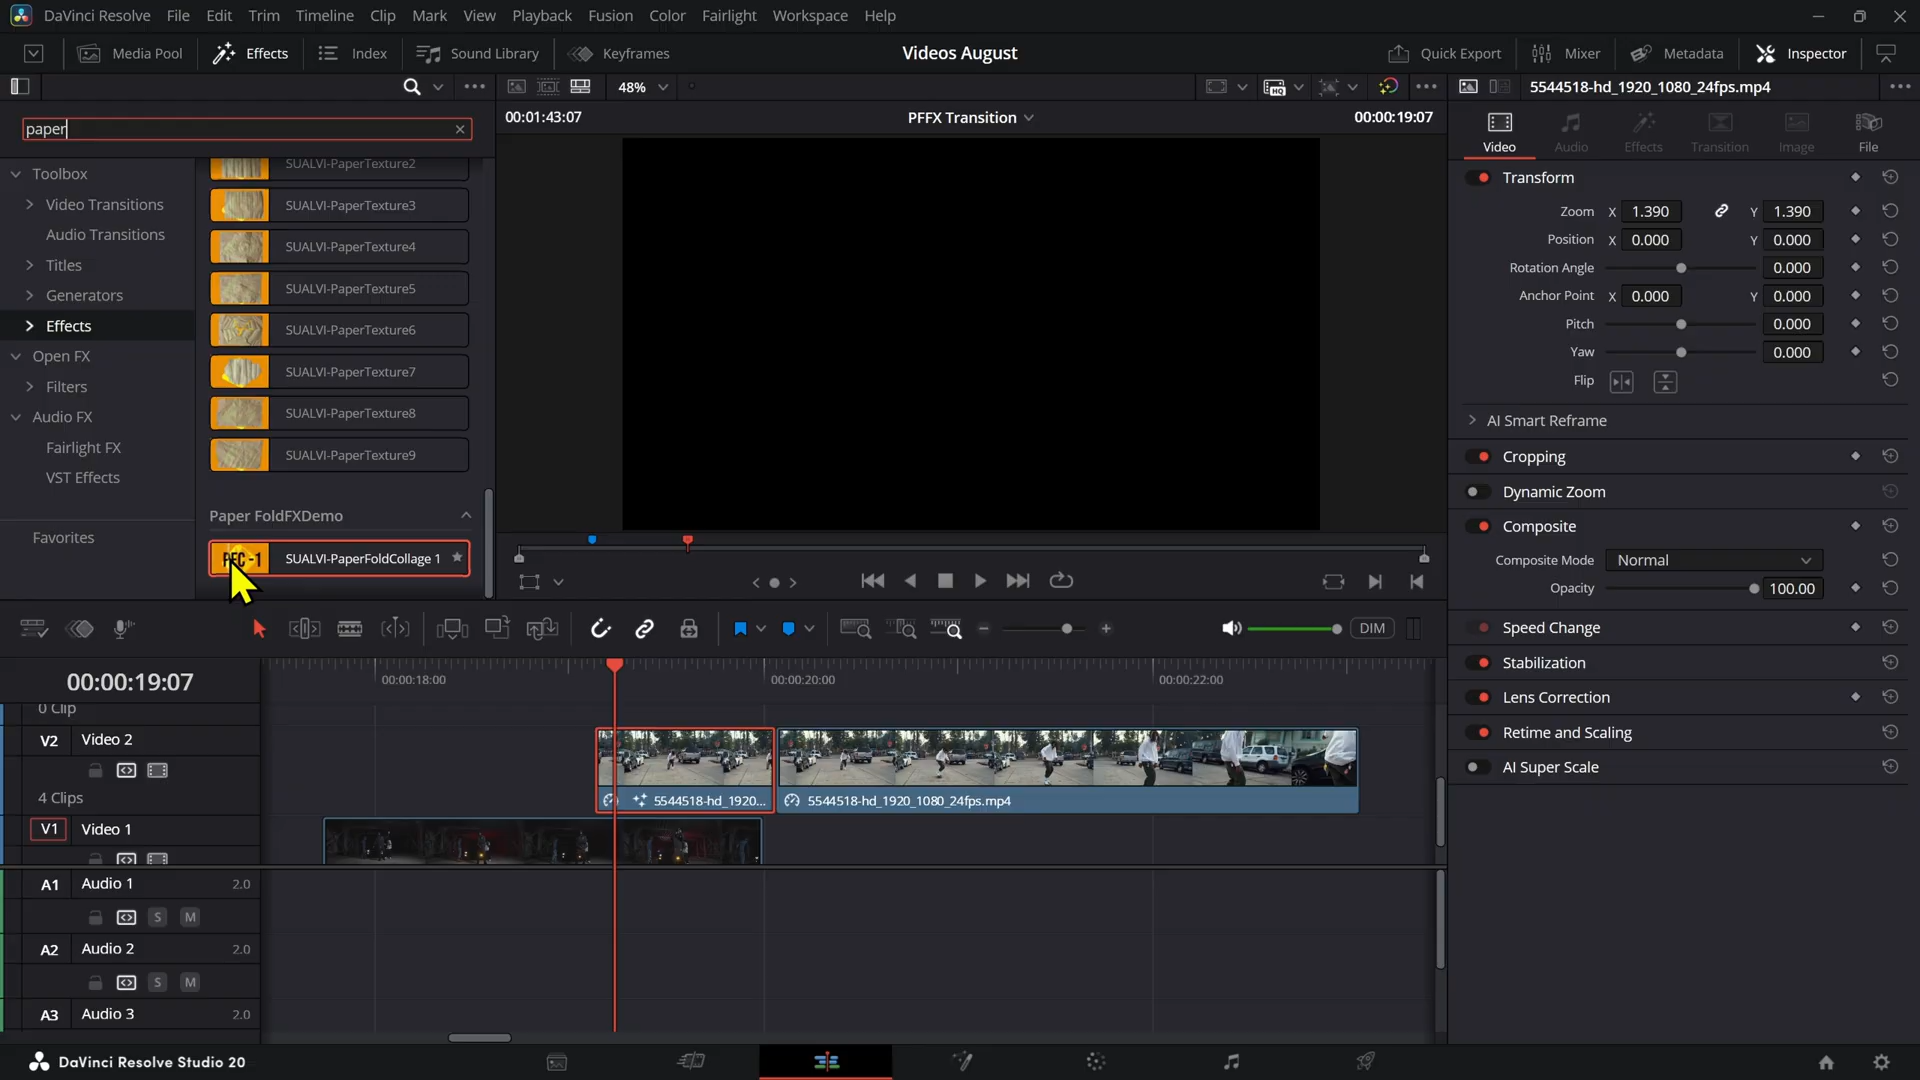 DaVinci Resolve File Edit Trim Timeline Clip Mark View Playback Fusion Color Fairlight Workspace Help
Media Pool Effects Index Sound Library Keyframes Videos August Quick Export Mixer Metadata Inspector
48% 5544518-hd_1920_1080_24fps.mp4
00:01:43:07 PFFX Transition 00:00:19:07
paper
Toolbox
Video Transitions
Audio Transitions
Titles
Generators
Effects
Open FX
Filters
Audio FX
Fairlight FX
VST Effects
Favorites
SUALVI-PaperTexture2
SUALVI-PaperTexture3
SUALVI-PaperTexture4
SUALVI-PaperTexture5
SUALVI-PaperTexture6
SUALVI-PaperTexture7
SUALVI-PaperTexture8
SUALVI-PaperTexture9
Paper FoldFXDemo
PFC -1 SUALVI-PaperFoldCollage 1
Video Audio Effects Transition Image File
Transform
Zoom X 1.390 Y 1.390
Position X 0.000 Y 0.000
Rotation Angle 0.000
Anchor Point X 0.000 Y 0.000
Pitch 0.000
Yaw 0.000
Flip
AI Smart Reframe
Cropping
Dynamic Zoom
Composite
Composite Mode Normal
Opacity 100.00
Speed Change
Stabilization
Lens Correction
Retime and Scaling
AI Super Scale
HQ
DIM
00:00:19:07 00:00:18:00 00:00:20:00 00:00:22:00
0 Clip
V2 Video 2
4 Clips
5544518-hd_1920... 5544518-hd_1920_1080_24fps.mp4
V1 Video 1
A1 Audio 1 2.0
S M
A2 Audio 2 2.0
S M
A3 Audio 3 2.0
DaVinci Resolve Studio 20